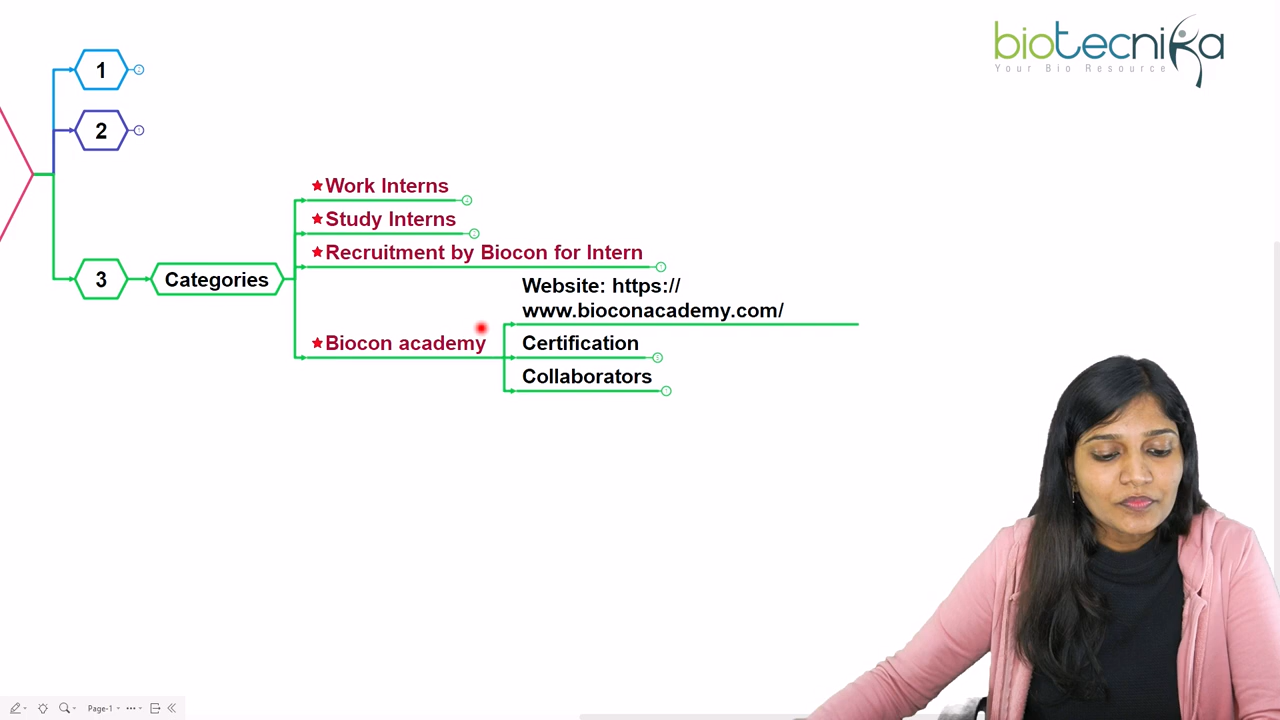 biotecnika
Your Bio Resource
1
2
3
Categories
Work Interns
Study Interns
Recruitment by Biocon for Intern
Biocon academy
Website: https://
www.bioconacademy.com/
Certification
Collaborators
Page-1